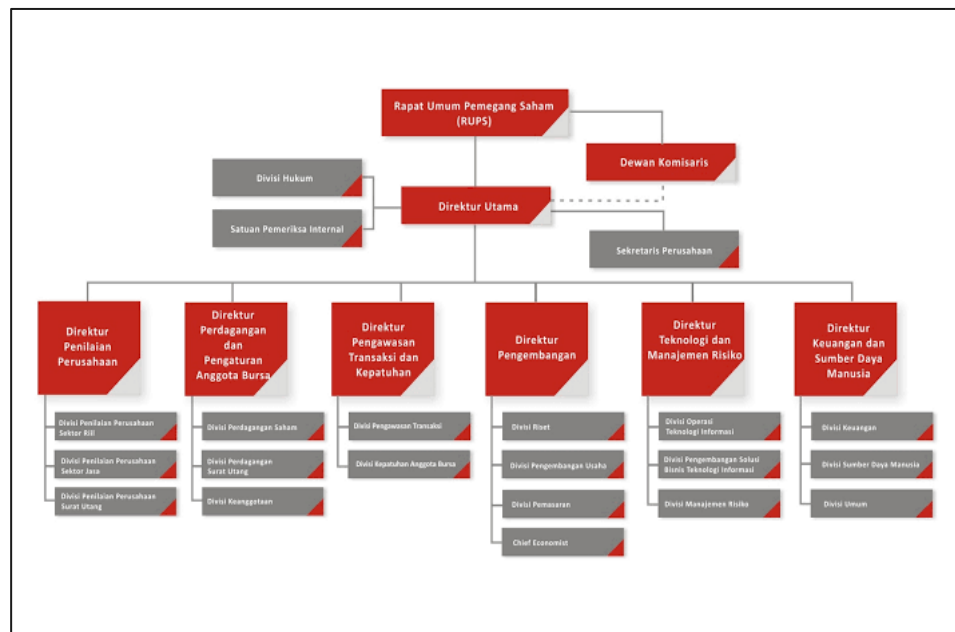 Rapat Umum Pemegang Saham
(RUPS)
Dewan Komisaris
Divisi Hukum
Direktur Utama
Satuan Pemeriksa Internal
Sekretaris Perusahaan
Direktur
Penilaian
Perusahaan
Divisi Penilaian Perusahaan
Sektor Riil
Divisi Penilaian Perusahaan
Sektor Jasa
Divisi Penilaian Perusahaan
Surat Utang
Direktur
Perdagangan
dan
Pengaturan
Anggota Bursa
Divisi Perdagangan Saham
Divisi Perdagangan
Surat Utang
Divisi Keanggotaan
Direktur
Pengawasan
Transaksi dan
Kepatuhan
Divisi Pengawasan Transaksi
Divisi Kepatuhan Anggota Bursa
Direktur
Pengembangan
Divisi Riset
Divisi Pengembangan Usaha
Divisi Pemasaran
Chief Economist
Direktur
Teknologi dan
Manajemen Risiko
Divisi Operasi
Teknologi Informasi
Divisi Pengembangan Solusi
Bisnis Teknologi Informasi
Divisi Manajemen Risiko
Direktur
Keuangan dan
Sumber Daya
Manusia
Divisi Keuangan
Divisi Sumber Daya Manusia
Divisi Umum